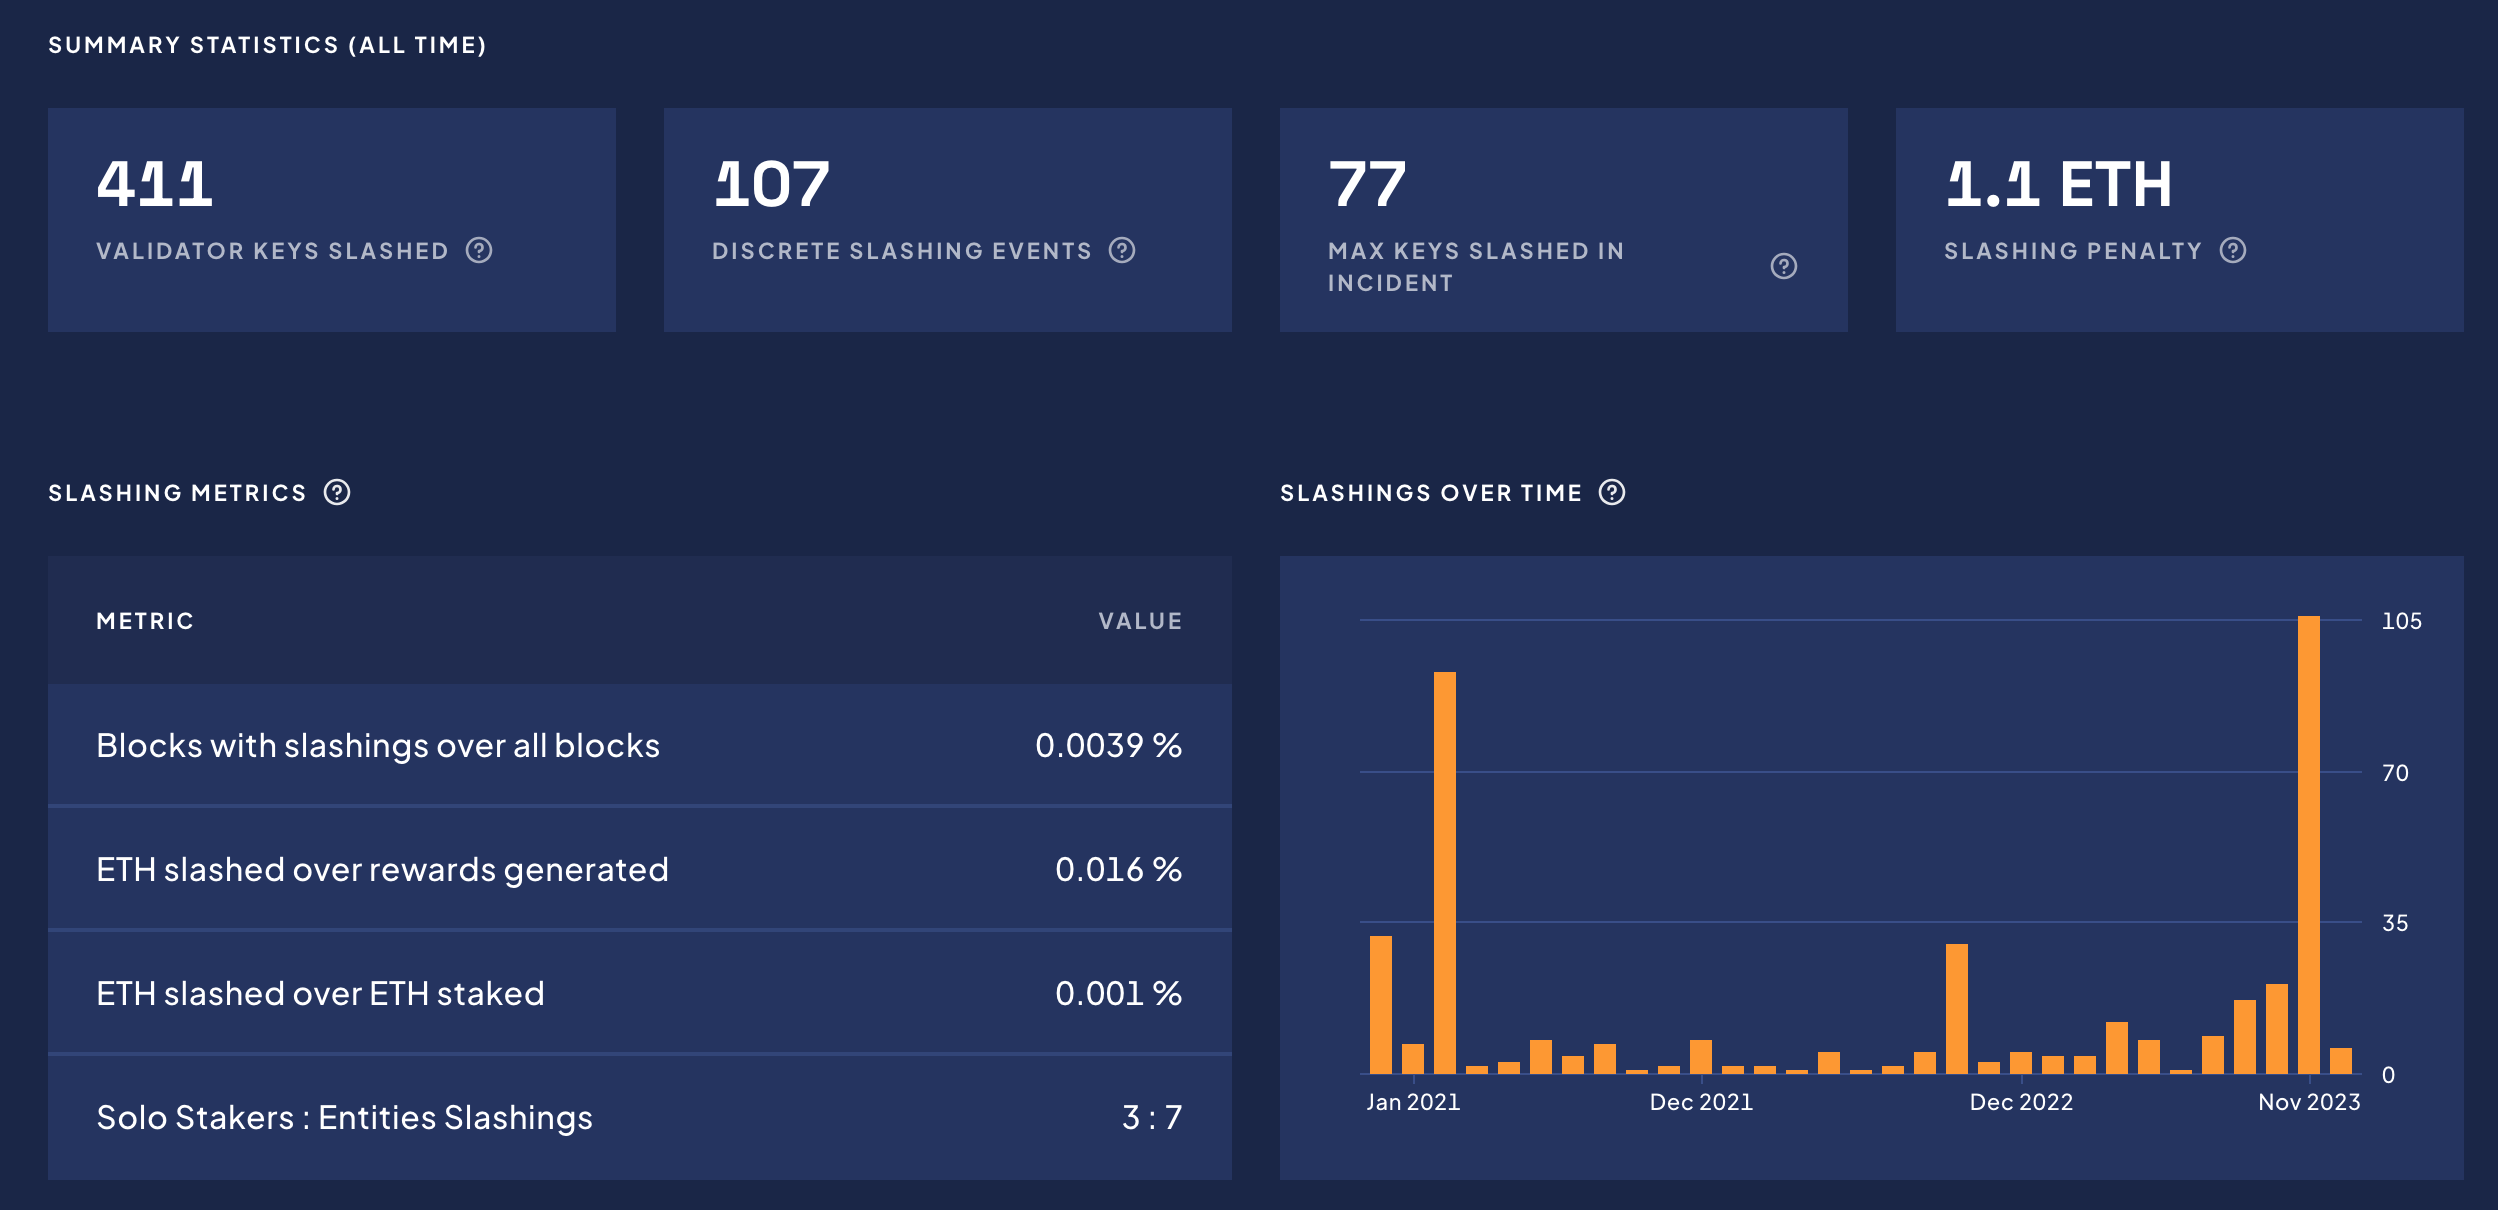 SUMMARY STATISTICS (ALL TIME)
411
VALIDATOR KEYS SLASHED ?
107
DISCRETE SLASHING EVENTS ?
77
MAX KEYS SLASHED IN
INCIDENT ?
1.1 ETH
SLASHING PENALTY ?
SLASHING METRICS ?
METRIC VALUE
Blocks with slashings over all blocks 0.0039 %
ETH slashed over rewards generated 0.016 %
ETH slashed over ETH staked 0.001 %
Solo Stakers : Entities Slashings 3 : 7
SLASHINGS OVER TIME ?
105
70
35
0
Jan 2021 Dec 2021 Dec 2022 Nov 2023